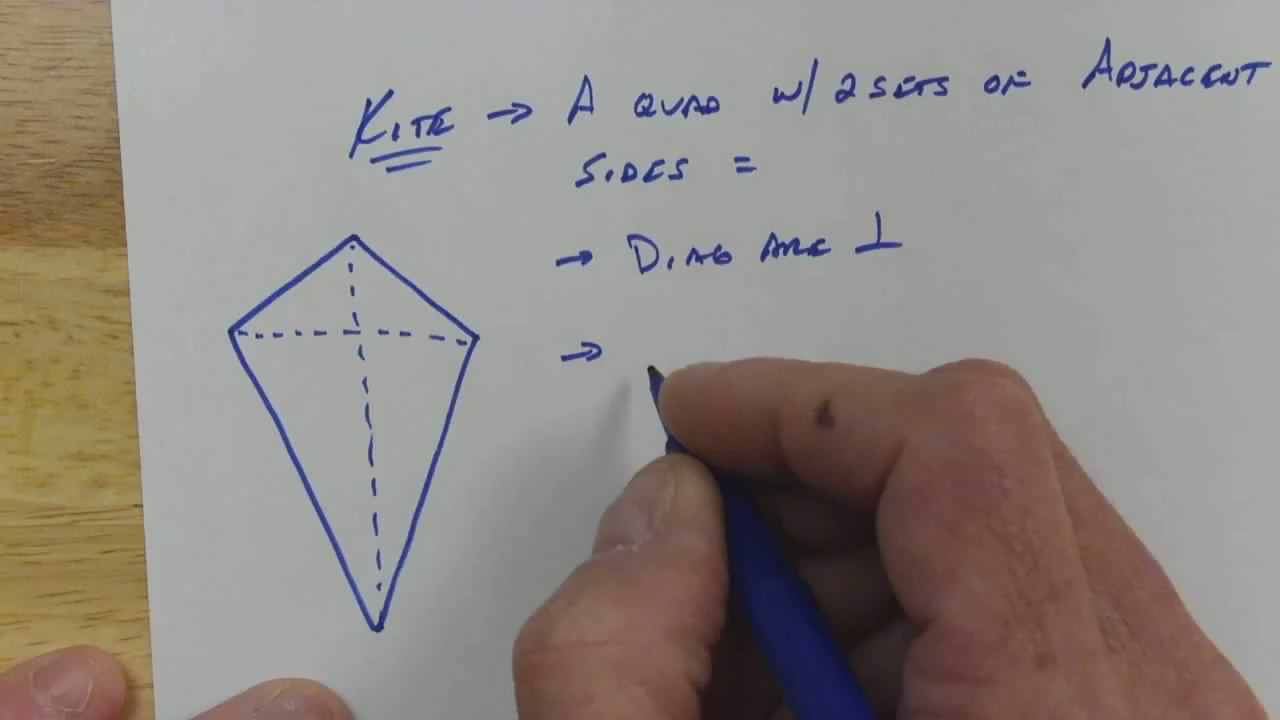 KITE → A QUAD W/ 2 SETS OF ADJACENT
SIDES =
→ DIAG ARE ⊥
→